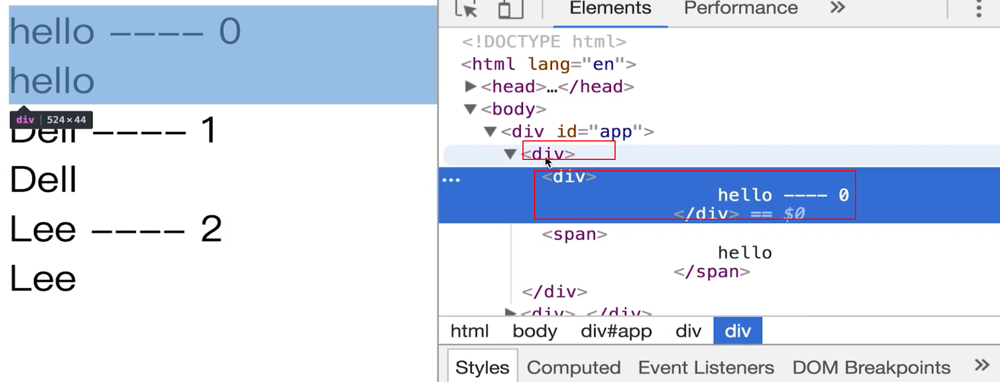 hello ---- 0
hello
div 524×44
Dell ---- 1
Dell
Lee ---- 2
Lee
Elements Performance »
<!DOCTYPE html>
<html lang="en">
▶<head>…</head>
▼<body>
▼<div id="app">
▼<div>
<div>
hello ---- 0
</div> == $0
<span>
hello
</span>
</div>
▶<div> </div>
html body div#app div div
Styles Computed Event Listeners DOM Breakpoints »